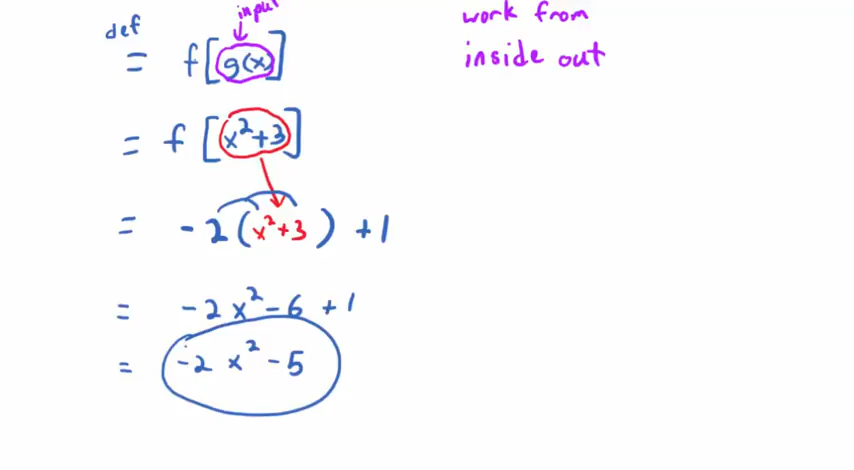 input
def
= f[g(x)]
work from
inside out
= f[x²+3]
= -2(x²+3)+1
= -2x²-6+1
= -2x²-5